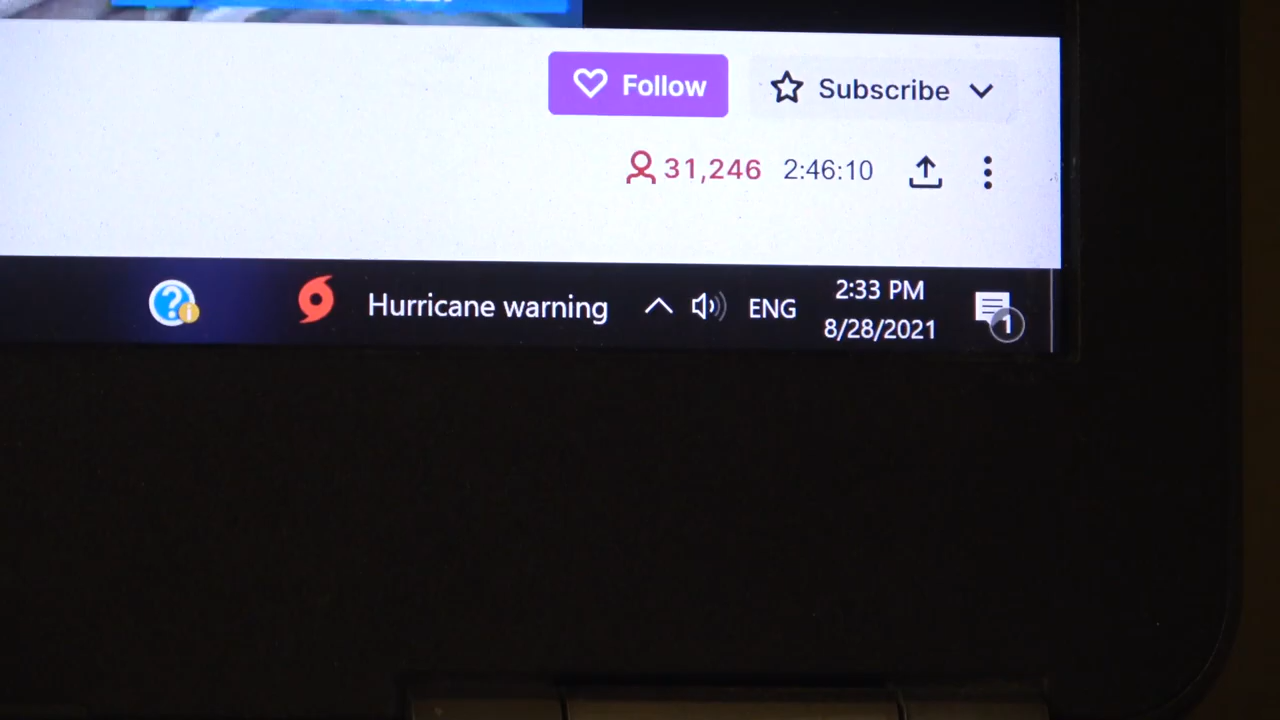 Follow
Subscribe
31,246 2:46:10
Hurricane warning
ENG
2:33 PM
8/28/2021
1